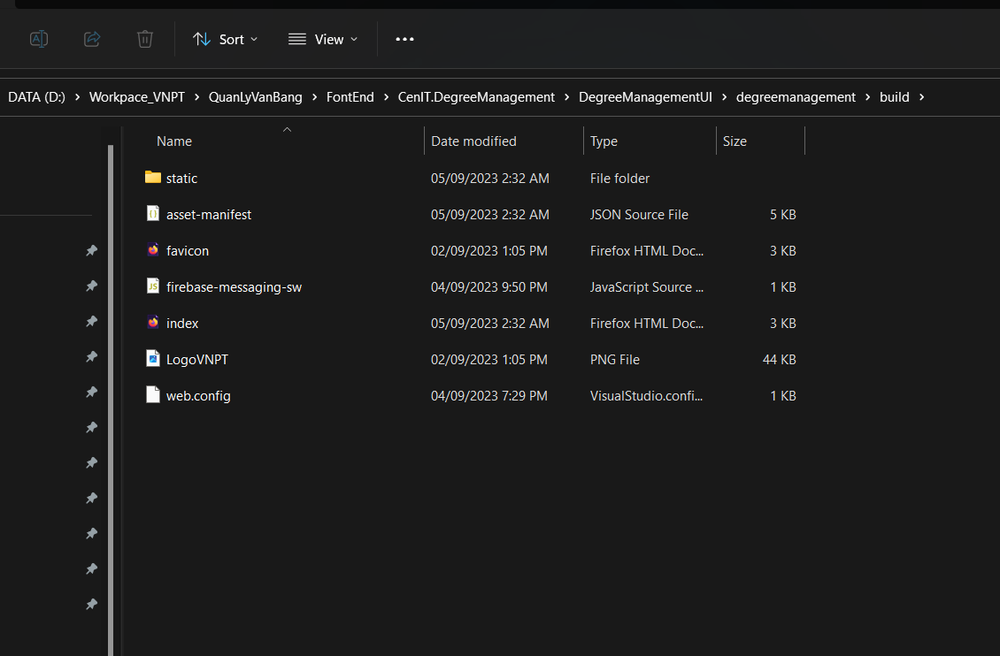 Sort View •••
DATA (D:) > Workpace_VNPT > QuanLyVanBang > FontEnd > CenIT.DegreeManagement > DegreeManagementUI > degreemanagement > build >
Name Date modified Type Size
static 05/09/2023 2:32 AM File folder
asset-manifest 05/09/2023 2:32 AM JSON Source File 5 KB
favicon 02/09/2023 1:05 PM Firefox HTML Doc... 3 KB
firebase-messaging-sw 04/09/2023 9:50 PM JavaScript Source ... 1 KB
index 05/09/2023 2:32 AM Firefox HTML Doc... 3 KB
LogoVNPT 02/09/2023 1:05 PM PNG File 44 KB
web.config 04/09/2023 7:29 PM VisualStudio.confi... 1 KB